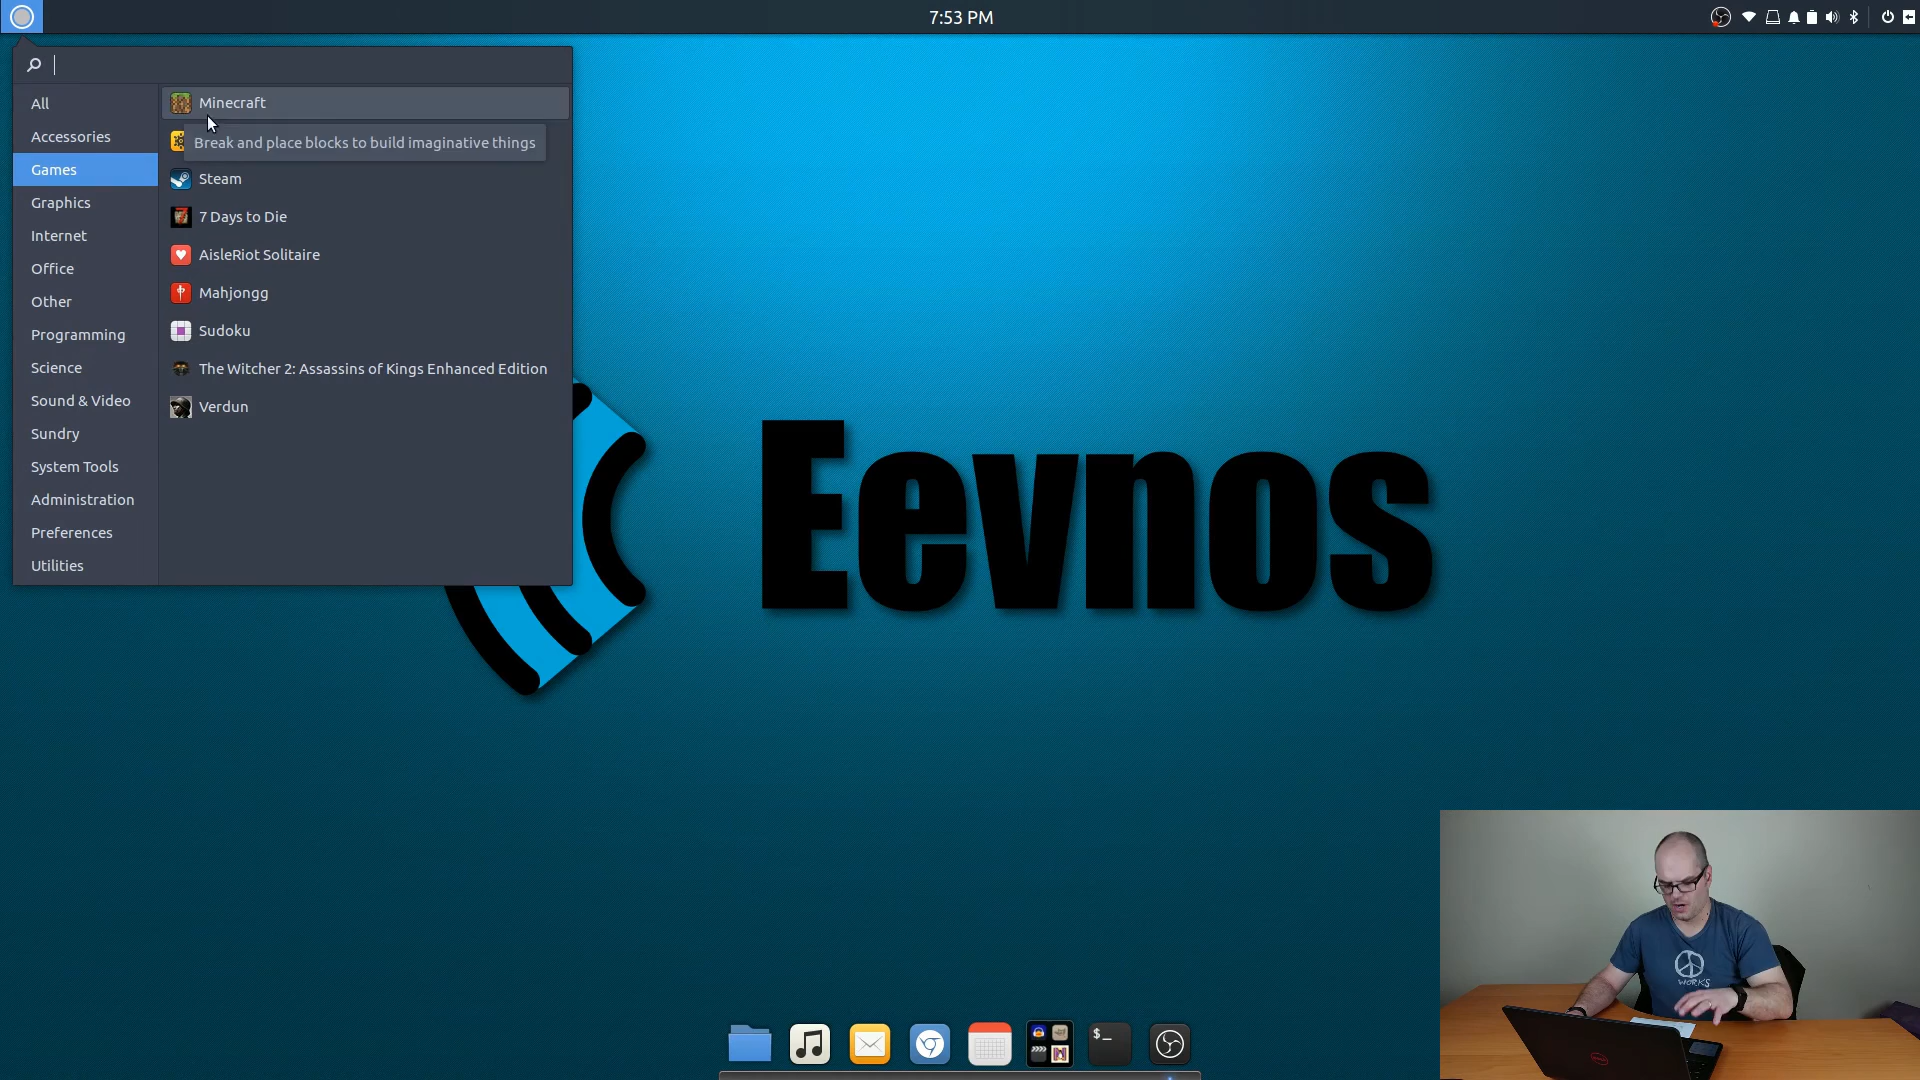 7:53 PM
All
Accessories
Games
Graphics
Internet
Office
Other
Programming
Science
Sound & Video
Sundry
System Tools
Administration
Preferences
Utilities
Minecraft
Break and place blocks to build imaginative things
Steam
7 Days to Die
AisleRiot Solitaire
Mahjongg
Sudoku
The Witcher 2: Assassins of Kings Enhanced Edition
Verdun
Eevnos
$_
WORKS